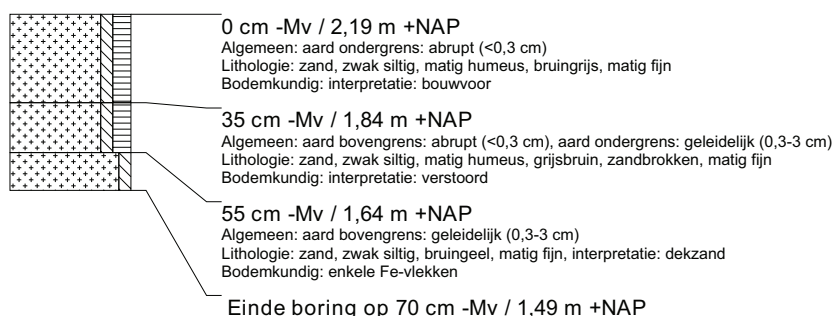 0 cm -Mv / 2,19 m +NAP
Algemeen: aard ondergrens: abrupt (<0,3 cm)
Lithologie: zand, zwak siltig, matig humeus, bruingrijs, matig fijn
Bodemkundig: interpretatie: bouwvoor
35 cm -Mv / 1,84 m +NAP
Algemeen: aard bovengrens: abrupt (<0,3 cm), aard ondergrens: geleidelijk (0,3-3 cm)
Lithologie: zand, zwak siltig, matig humeus, grijsbruin, zandbrokken, matig fijn
Bodemkundig: interpretatie: verstoord
55 cm -Mv / 1,64 m +NAP
Algemeen: aard bovengrens: geleidelijk (0,3-3 cm)
Lithologie: zand, zwak siltig, bruingeel, matig fijn, interpretatie: dekzand
Bodemkundig: enkele Fe-vlekken
Einde boring op 70 cm -Mv / 1,49 m +NAP